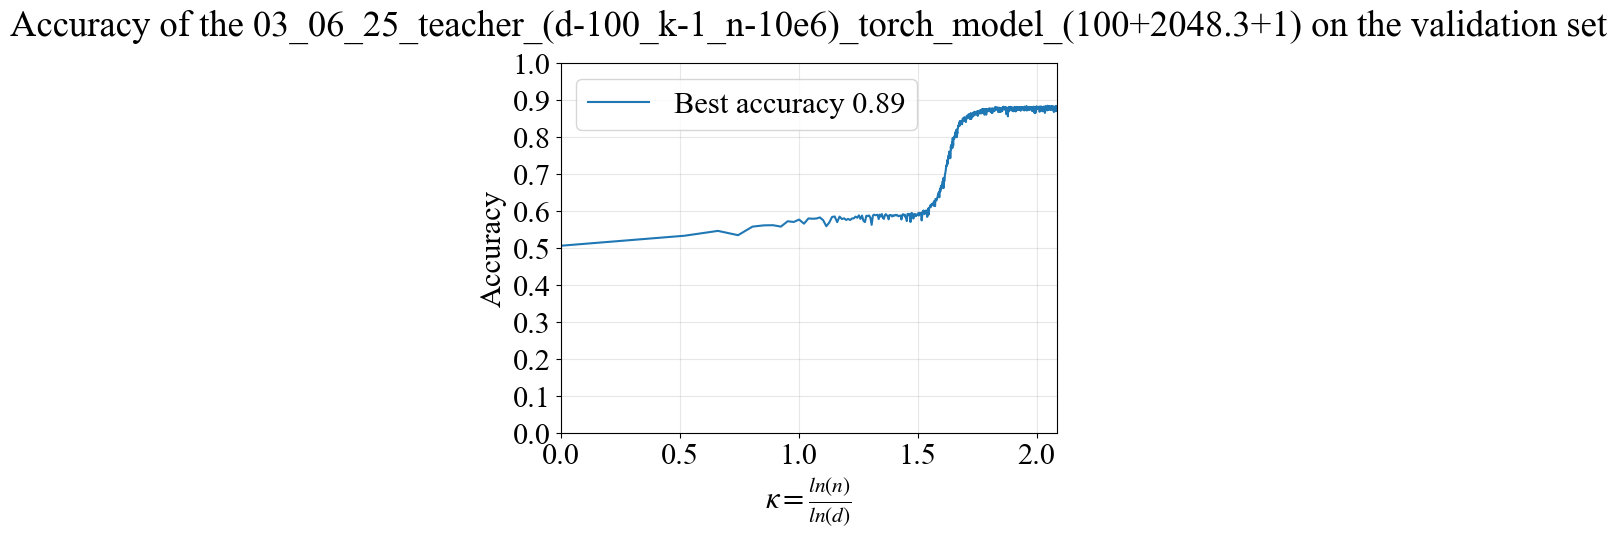 Accuracy of the 03_06_25_teacher_(d-100_k-1_n-10e6)_torch_model_(100+2048.3+1) on the validation set
1.0
Best accuracy 0.89
0.9
0.8
0.7
0.6
0.5
0.4
0.3
0.2
0.1
0.0
Accuracy
0.0 0.5 1.0 1.5 2.0
κ = ln(n) / ln(d)